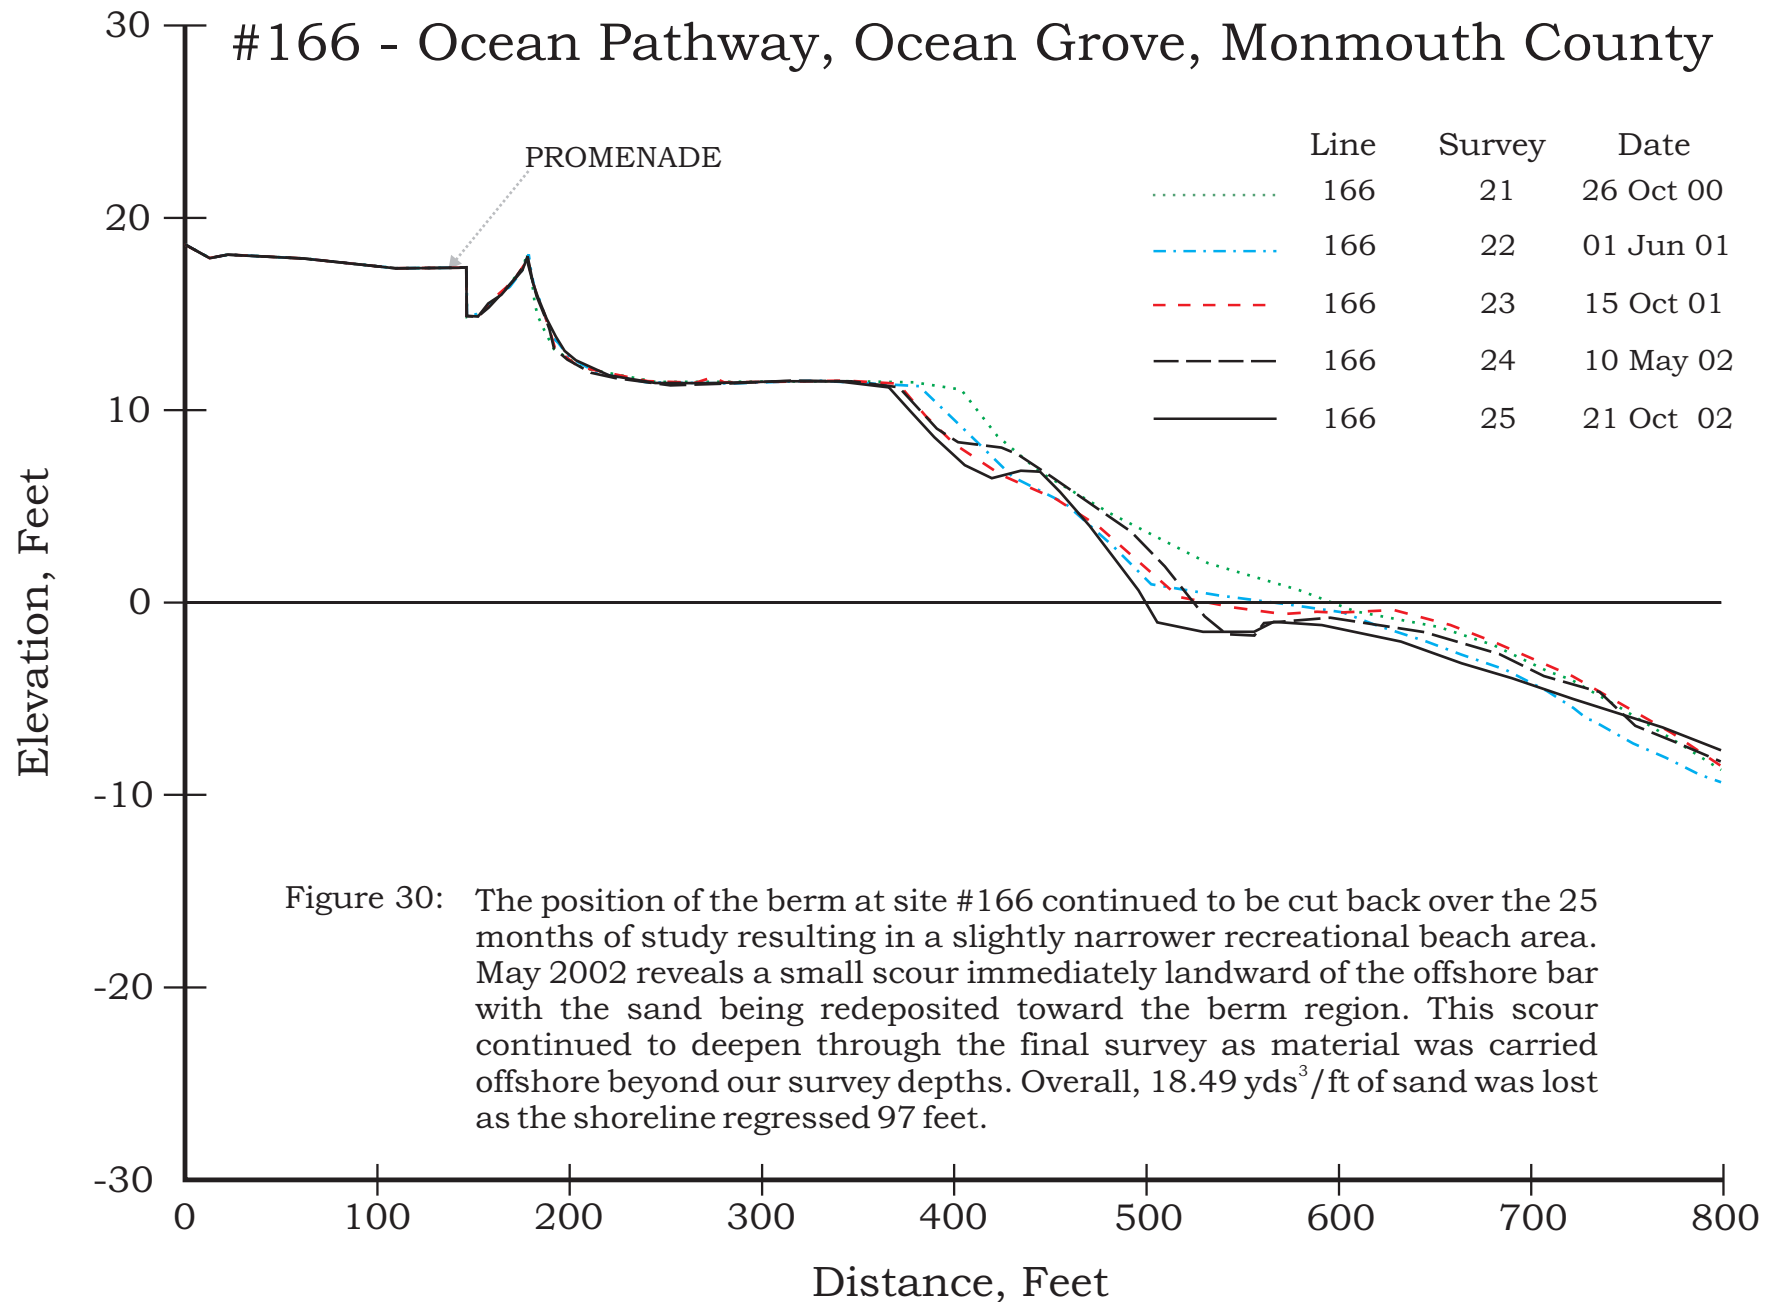 #166 - Ocean Pathway, Ocean Grove, Monmouth County
PROMENADE
Line Survey Date
166 21 26 Oct 00
166 22 01 Jun 01
166 23 15 Oct 01
166 24 10 May 02
166 25 21 Oct 02
30
20
10
0
-10
-20
-30
Elevation, Feet
Figure 30: The position of the berm at site #166 continued to be cut back over the 25
months of study resulting in a slightly narrower recreational beach area.
May 2002 reveals a small scour immediately landward of the offshore bar
with the sand being redeposited toward the berm region. This scour
continued to deepen through the final survey as material was carried
offshore beyond our survey depths. Overall, 18.49 yds³/ft of sand was lost
as the shoreline regressed 97 feet.
0 100 200 300 400 500 600 700 800
Distance, Feet